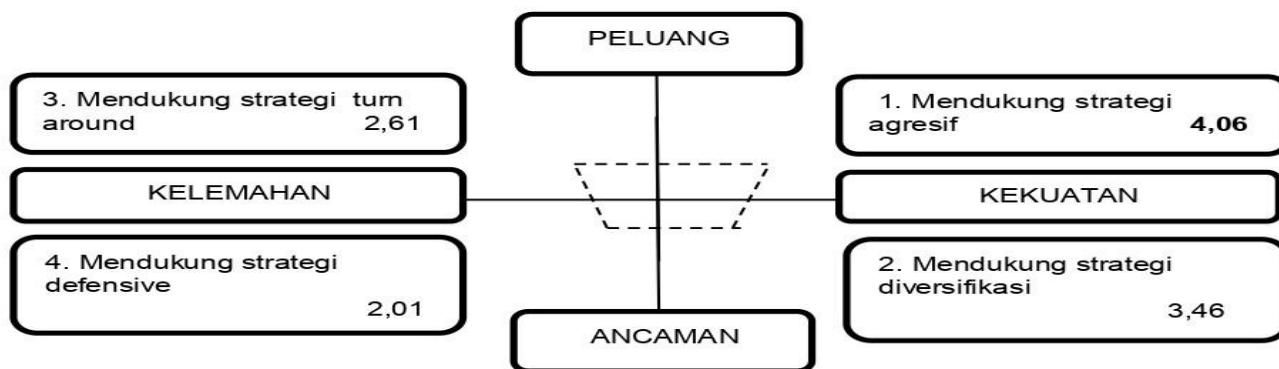 PELUANG
3. Mendukung strategi turn
around 2,61
1. Mendukung strategi
agresif 4,06
KELEMAHAN
KEKUATAN
4. Mendukung strategi
defensive
2,01
2. Mendukung strategi
diversifikasi
3,46
ANCAMAN